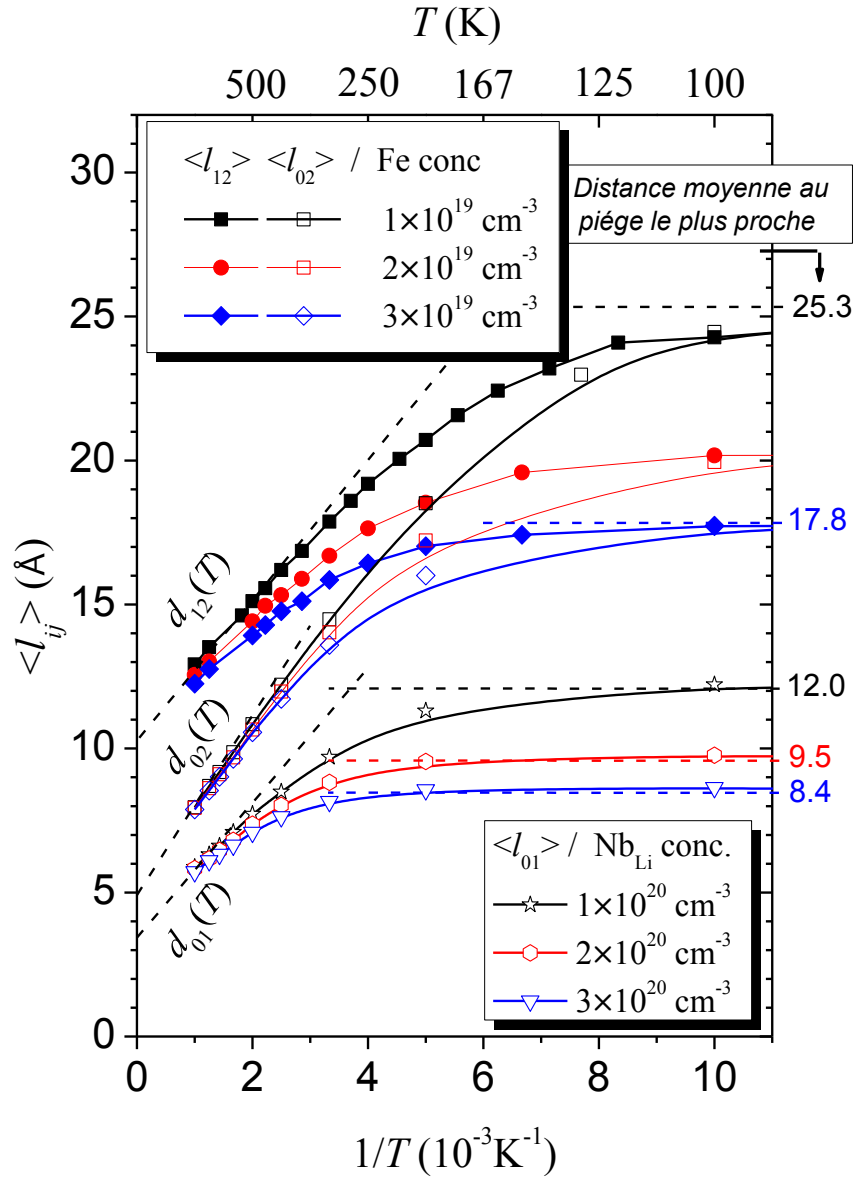 T (K)
500 250 167 125 100
<l12> <l02> / Fe conc
1×10^19 cm^-3
2×10^19 cm^-3
3×10^19 cm^-3
Distance moyenne au
piége le plus proche
30
25
20
15
10
5
0
<lij> (Å)
25.3
17.8
12.0
9.5
8.4
d12(T)
d02(T)
d01(T)
<l01> / NbLi conc.
1×10^20 cm^-3
2×10^20 cm^-3
3×10^20 cm^-3
0 2 4 6 8 10
1/T (10^-3K^-1)